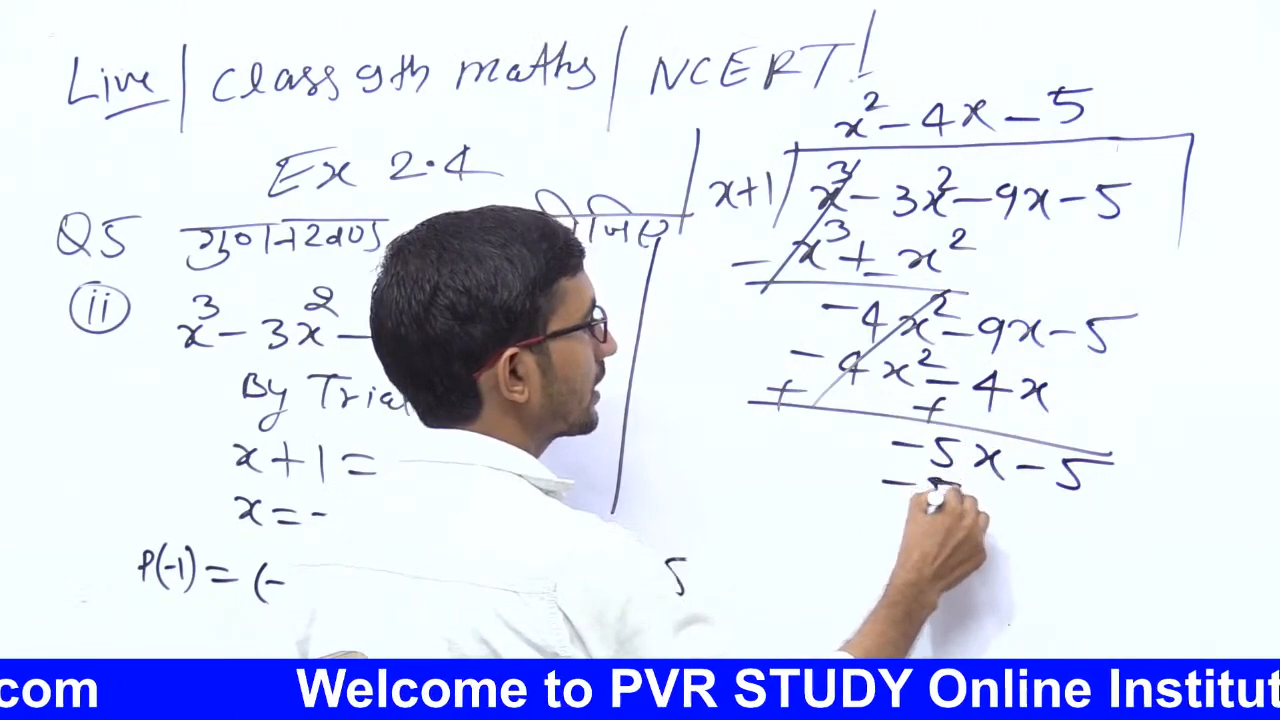 Live / Class 9th maths / NCERT!
Ex 2.4
Q5 गुणनखण्ड कीजिए
(ii) x³ - 3x² -
By Trial
x+1 =
x = -
P(-1) = (-
5
x² - 4x - 5
x+1) x³ - 3x² - 9x - 5
- x³ + x²
-
- 4x² - 9x - 5
- 4x² - 4x
+ +
- 5x - 5
- 5
.com Welcome to PVR STUDY Online Institut